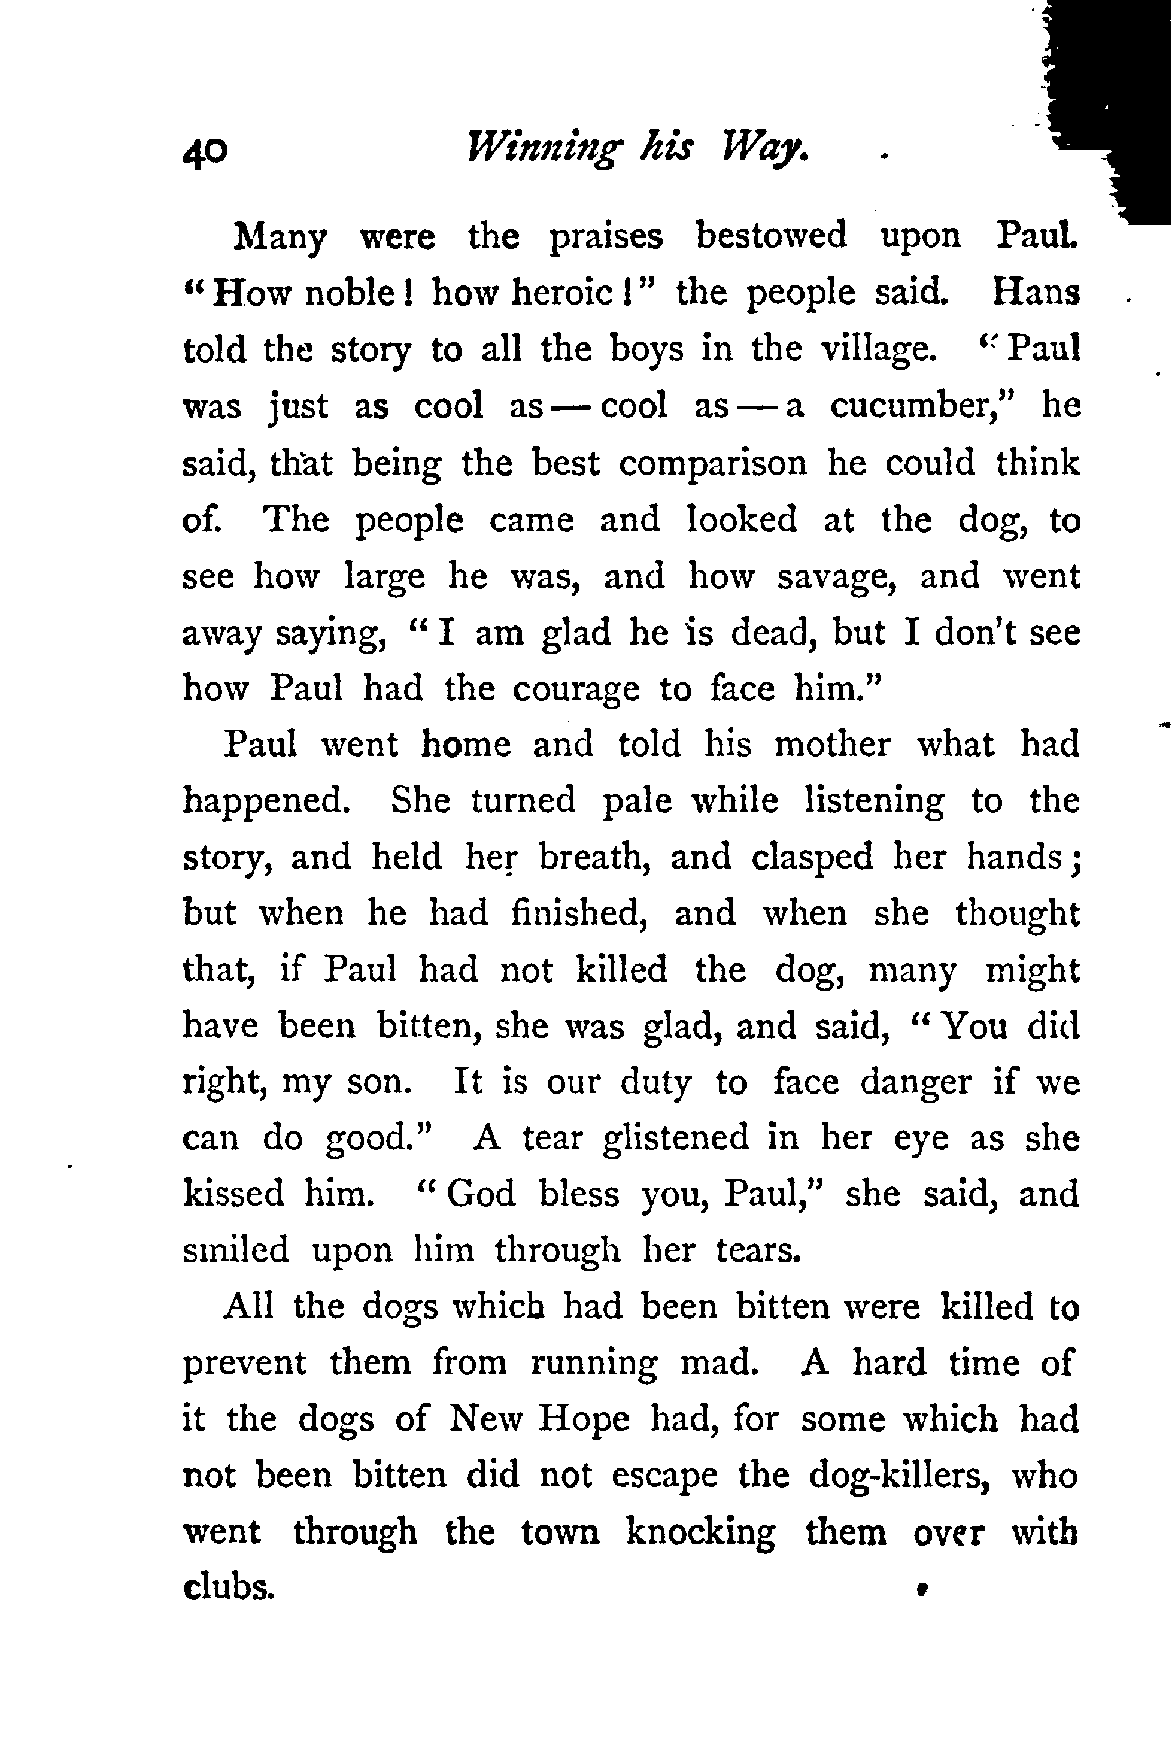 40 Winning his Way.
Many were the praises bestowed upon Paul.
“How noble! how heroic!” the people said. Hans
told the story to all the boys in the village. “Paul
was just as cool as — cool as — a cucumber,” he
said, that being the best comparison he could think
of. The people came and looked at the dog, to
see how large he was, and how savage, and went
away saying, “I am glad he is dead, but I don’t see
how Paul had the courage to face him.”
Paul went home and told his mother what had
happened. She turned pale while listening to the
story, and held her breath, and clasped her hands;
but when he had finished, and when she thought
that, if Paul had not killed the dog, many might
have been bitten, she was glad, and said, “You did
right, my son. It is our duty to face danger if we
can do good.” A tear glistened in her eye as she
kissed him. “God bless you, Paul,” she said, and
smiled upon him through her tears.
All the dogs which had been bitten were killed to
prevent them from running mad. A hard time of
it the dogs of New Hope had, for some which had
not been bitten did not escape the dog-killers, who
went through the town knocking them over with
clubs.